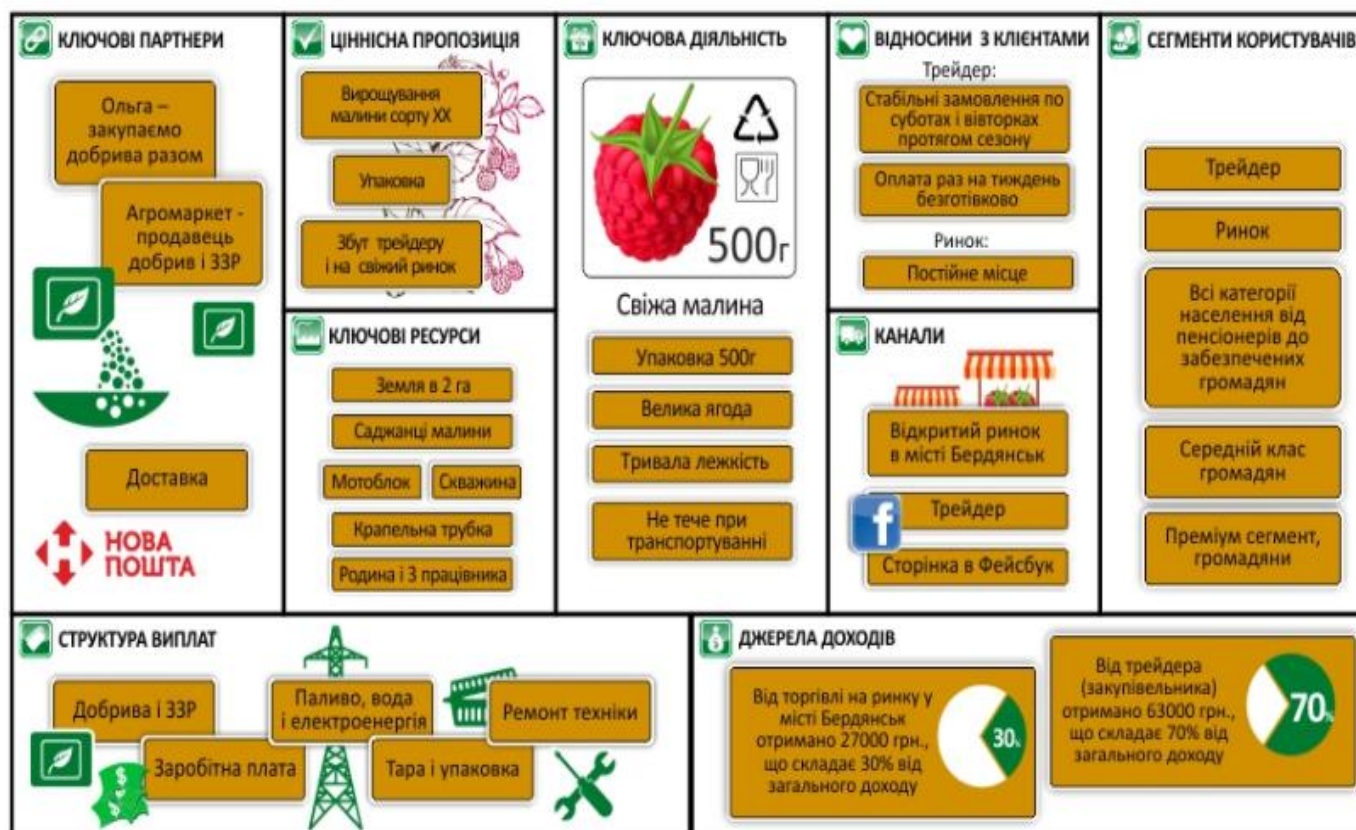 КЛЮЧОВІ ПАРТНЕРИ
Ольга –
закупаємо
добрива разом
Агромаркет -
продавець
добрив і ЗЗР
Доставка
НОВА
ПОШТА
ЦІННІСНА ПРОПОЗИЦІЯ
Вирощування
малини сорту ХХ
Упаковка
Збут трейдеру
і на свіжий ринок
КЛЮЧОВІ РЕСУРСИ
Земля в 2 га
Саджанці малини
Мотоблок
Скважина
Крапельна трубка
Родина і 3 працівника
КЛЮЧОВА ДІЯЛЬНІСТЬ
500г
Свіжа малина
Упаковка 500г
Велика ягода
Тривала лежкість
Не тече при
транспортуванні
ВІДНОСИНИ З КЛІЄНТАМИ
Трейдер:
Стабільні замовлення по
суботах і вівторках
протягом сезону
Оплата раз на тиждень
безготівково
Ринок:
Постійне місце
КАНАЛИ
Відкритий ринок
в місті Бердянськ
Трейдер
f
Сторінка в Фейсбук
СЕГМЕНТИ КОРИСТУВАЧІВ
Трейдер
Ринок
Всі категорії
населення від
пенсіонерів до
забезпечених
громадян
Середній клас
громадян
Преміум сегмент,
громадяни
СТРУКТУРА ВИПЛАТ
Добрива і ЗЗР
Заробітна плата
Паливо, вода
і електроенергія
Тара і упаковка
Ремонт техніки
ДЖЕРЕЛА ДОХОДІВ
Від торгівлі на ринку у
місті Бердянськ
отримано 27000 грн.,
що складає 30% від
загального доходу
30%
Від трейдера
(закупівельника)
отримано 63000 грн.,
що складає 70% від
загального доходу
70%